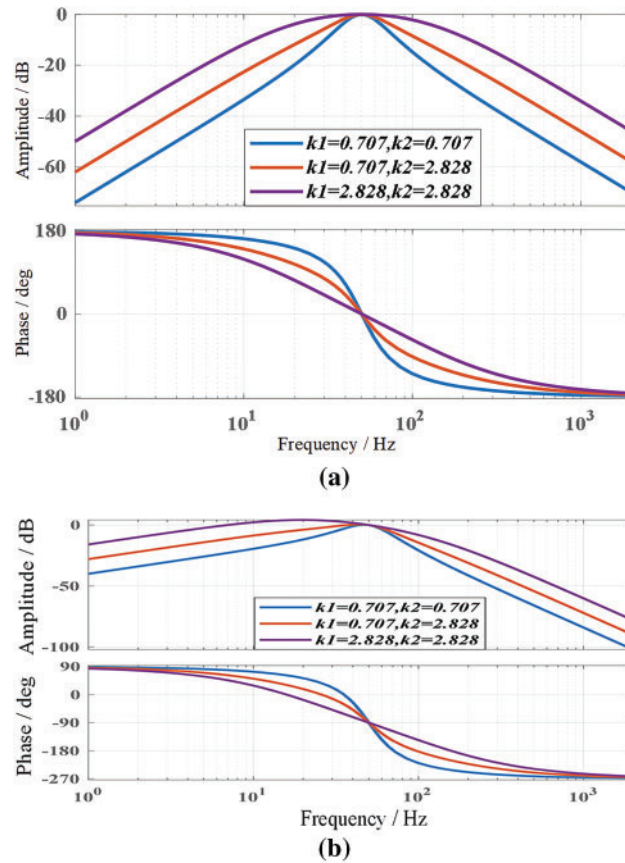 0
-20
-40
-60
Amplitude / dB
k1=0.707,k2=0.707
k1=0.707,k2=2.828
k1=2.828,k2=2.828
180
0
-180
Phase / deg
10^0
10^1
10^2
10^3
Frequency / Hz
(a)
0
-50
-100
Amplitude / dB
k1=0.707,k2=0.707
k1=0.707,k2=2.828
k1=2.828,k2=2.828
90
0
-90
-180
-270
Phase / deg
10^0
10^1
10^2
10^3
Frequency / Hz
(b)